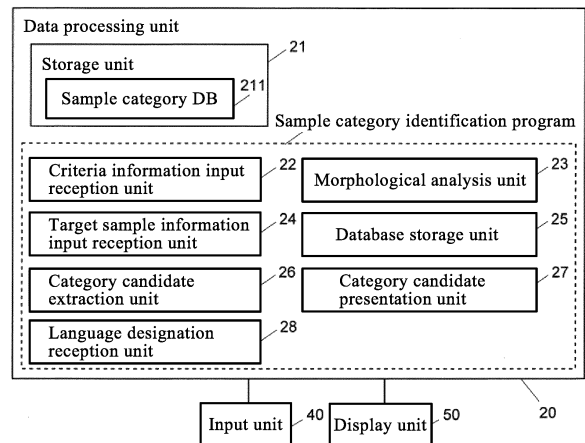 Data processing unit
21
Storage unit
Sample category DB
211
Sample category identification program
Criteria information input
reception unit
22
Morphological analysis unit
23
Target sample information
input reception unit
24
Database storage unit
25
Category candidate
extraction unit
26
Category candidate
presentation unit
27
Language designation
reception unit
28
20
Input unit
40
Display unit
50